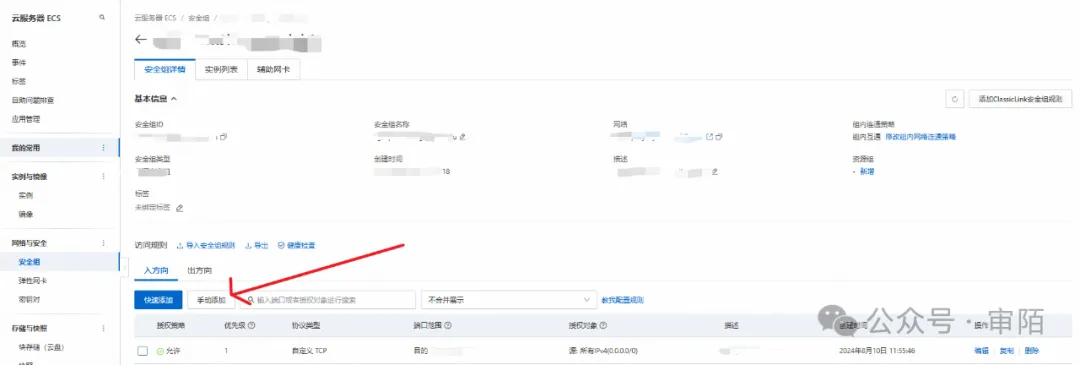 云服务器 ECS
概览
事件
标签
自助问题排查
应用管理
我的常用
实例与镜像
实例
镜像
网络与安全
安全组
弹性网卡
密钥对
存储与快照
块存储（云盘）
云服务器 ECS / 安全组 /
安全组详情 实例列表 辅助网卡
基本信息
添加ClassicLink安全组规则
安全组ID 安全组名称 网络 组内连通策略
组内互通 修改组内网络连通策略
安全组类型 创建时间 描述 资源组
18 - 新增
标签
未绑定标签
访问规则 导入安全组规则 导出 健康检查
入方向 出方向
快速添加 手动添加 输入端口或者授权对象进行搜索 不合并展示 教我配置规则
授权策略 优先级 协议类型 端口范围 授权对象 描述 创建时间 操作
允许 1 自定义 TCP 目的 源: 所有IPv4(0.0.0.0/0) 2024年8月10日 11:55:46 编辑 | 复制 | 删除
公众号 · 审陌